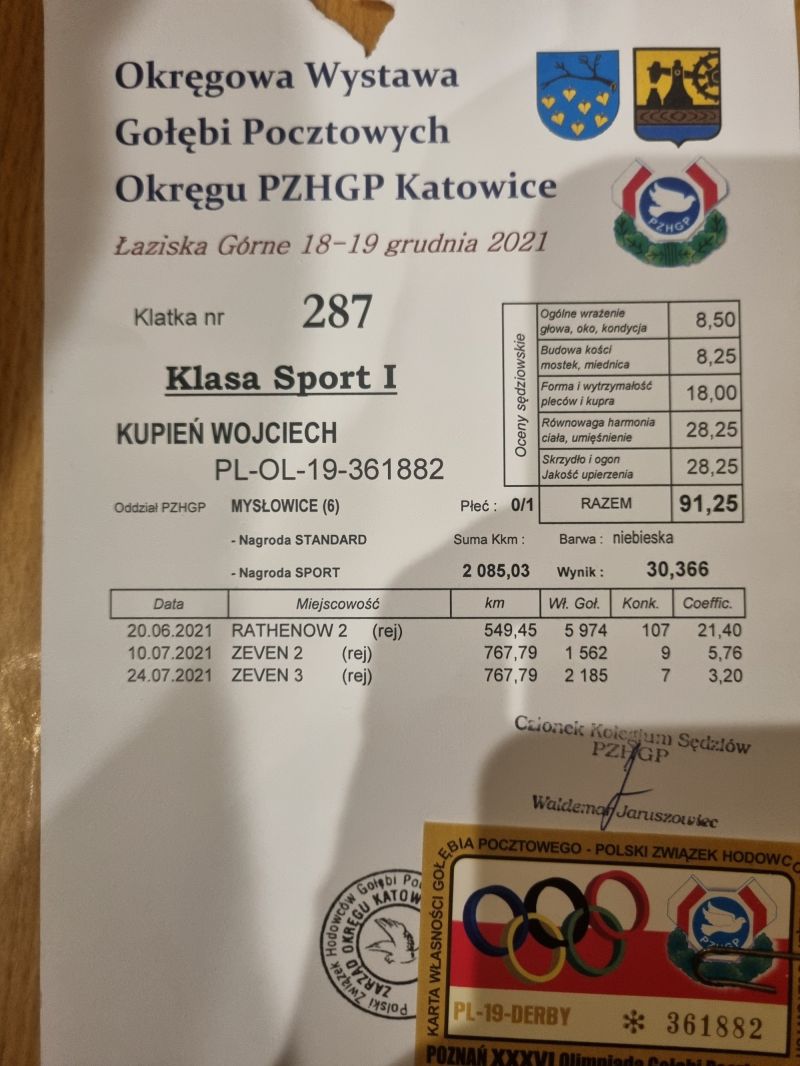 Okręgowa Wystawa
Gołębi Pocztowych
Okręgu PZHGP Katowice
Łaziska Górne 18-19 grudnia 2021
PZHGP
Klatka nr 287
Klasa Sport I
KUPIEŃ WOJCIECH
PL-OL-19-361882
Oceny sędziowskie
Ogólne wrażenie
głowa, oko, kondycja 8,50
Budowa kości
mostek, miednica 8,25
Forma i wytrzymałość
pleców i kupra 18,00
Równowaga harmonia
ciała, umięśnienie 28,25
Skrzydło i ogon
Jakość upierzenia 28,25
RAZEM 91,25
Oddział PZHGP MYSŁOWICE (6) Płeć : 0/1
- Nagroda STANDARD Suma Kkm : Barwa : niebieska
- Nagroda SPORT 2 085,03 Wynik : 30,366
Data Miejscowość km Wł. Goł. Konk. Coeffic.
20.06.2021 RATHENOW 2 (rej) 549,45 5 974 107 21,40
10.07.2021 ZEVEN 2 (rej) 767,79 1 562 9 5,76
24.07.2021 ZEVEN 3 (rej) 767,79 2 185 7 3,20
Członek Kolegium Sędziów
PZHGP
Waldemar Jaruszowiec
Polski Związek Hodowców Gołębi Po
ZARZĄD OKRĘGU KATOW
KARTA WŁASNOŚCI GOŁĘBIA POCZTOWEGO - POLSKI ZWIĄZEK HODOWC
PZHGP
PL-19-DERBY * 361882
POZNAŃ XXXVI Olimpiada Gołębi